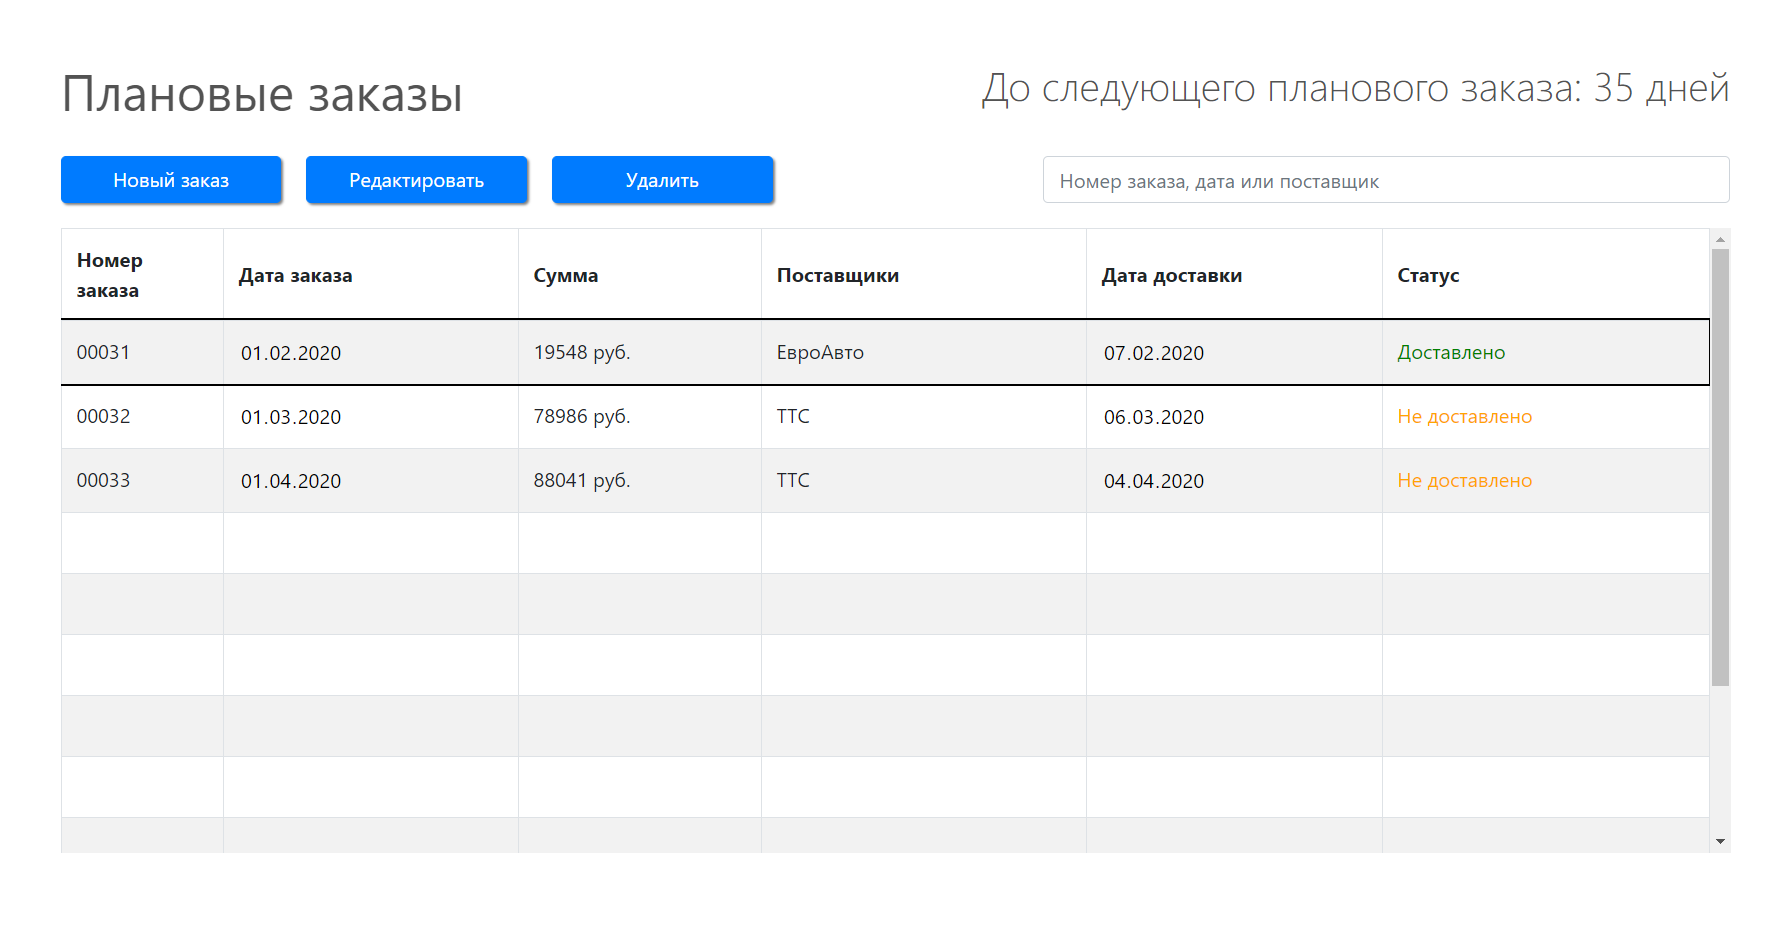 Плановые заказы
До следующего планового заказа: 35 дней
Новый заказ
Редактировать
Удалить
Номер заказа, дата или поставщик
Номер заказа
Дата заказа
Сумма
Поставщики
Дата доставки
Статус
00031 01.02.2020 19548 руб. ЕвроАвто 07.02.2020 Доставлено
00032 01.03.2020 78986 руб. ТТС 06.03.2020 Не доставлено
00033 01.04.2020 88041 руб. ТТС 04.04.2020 Не доставлено